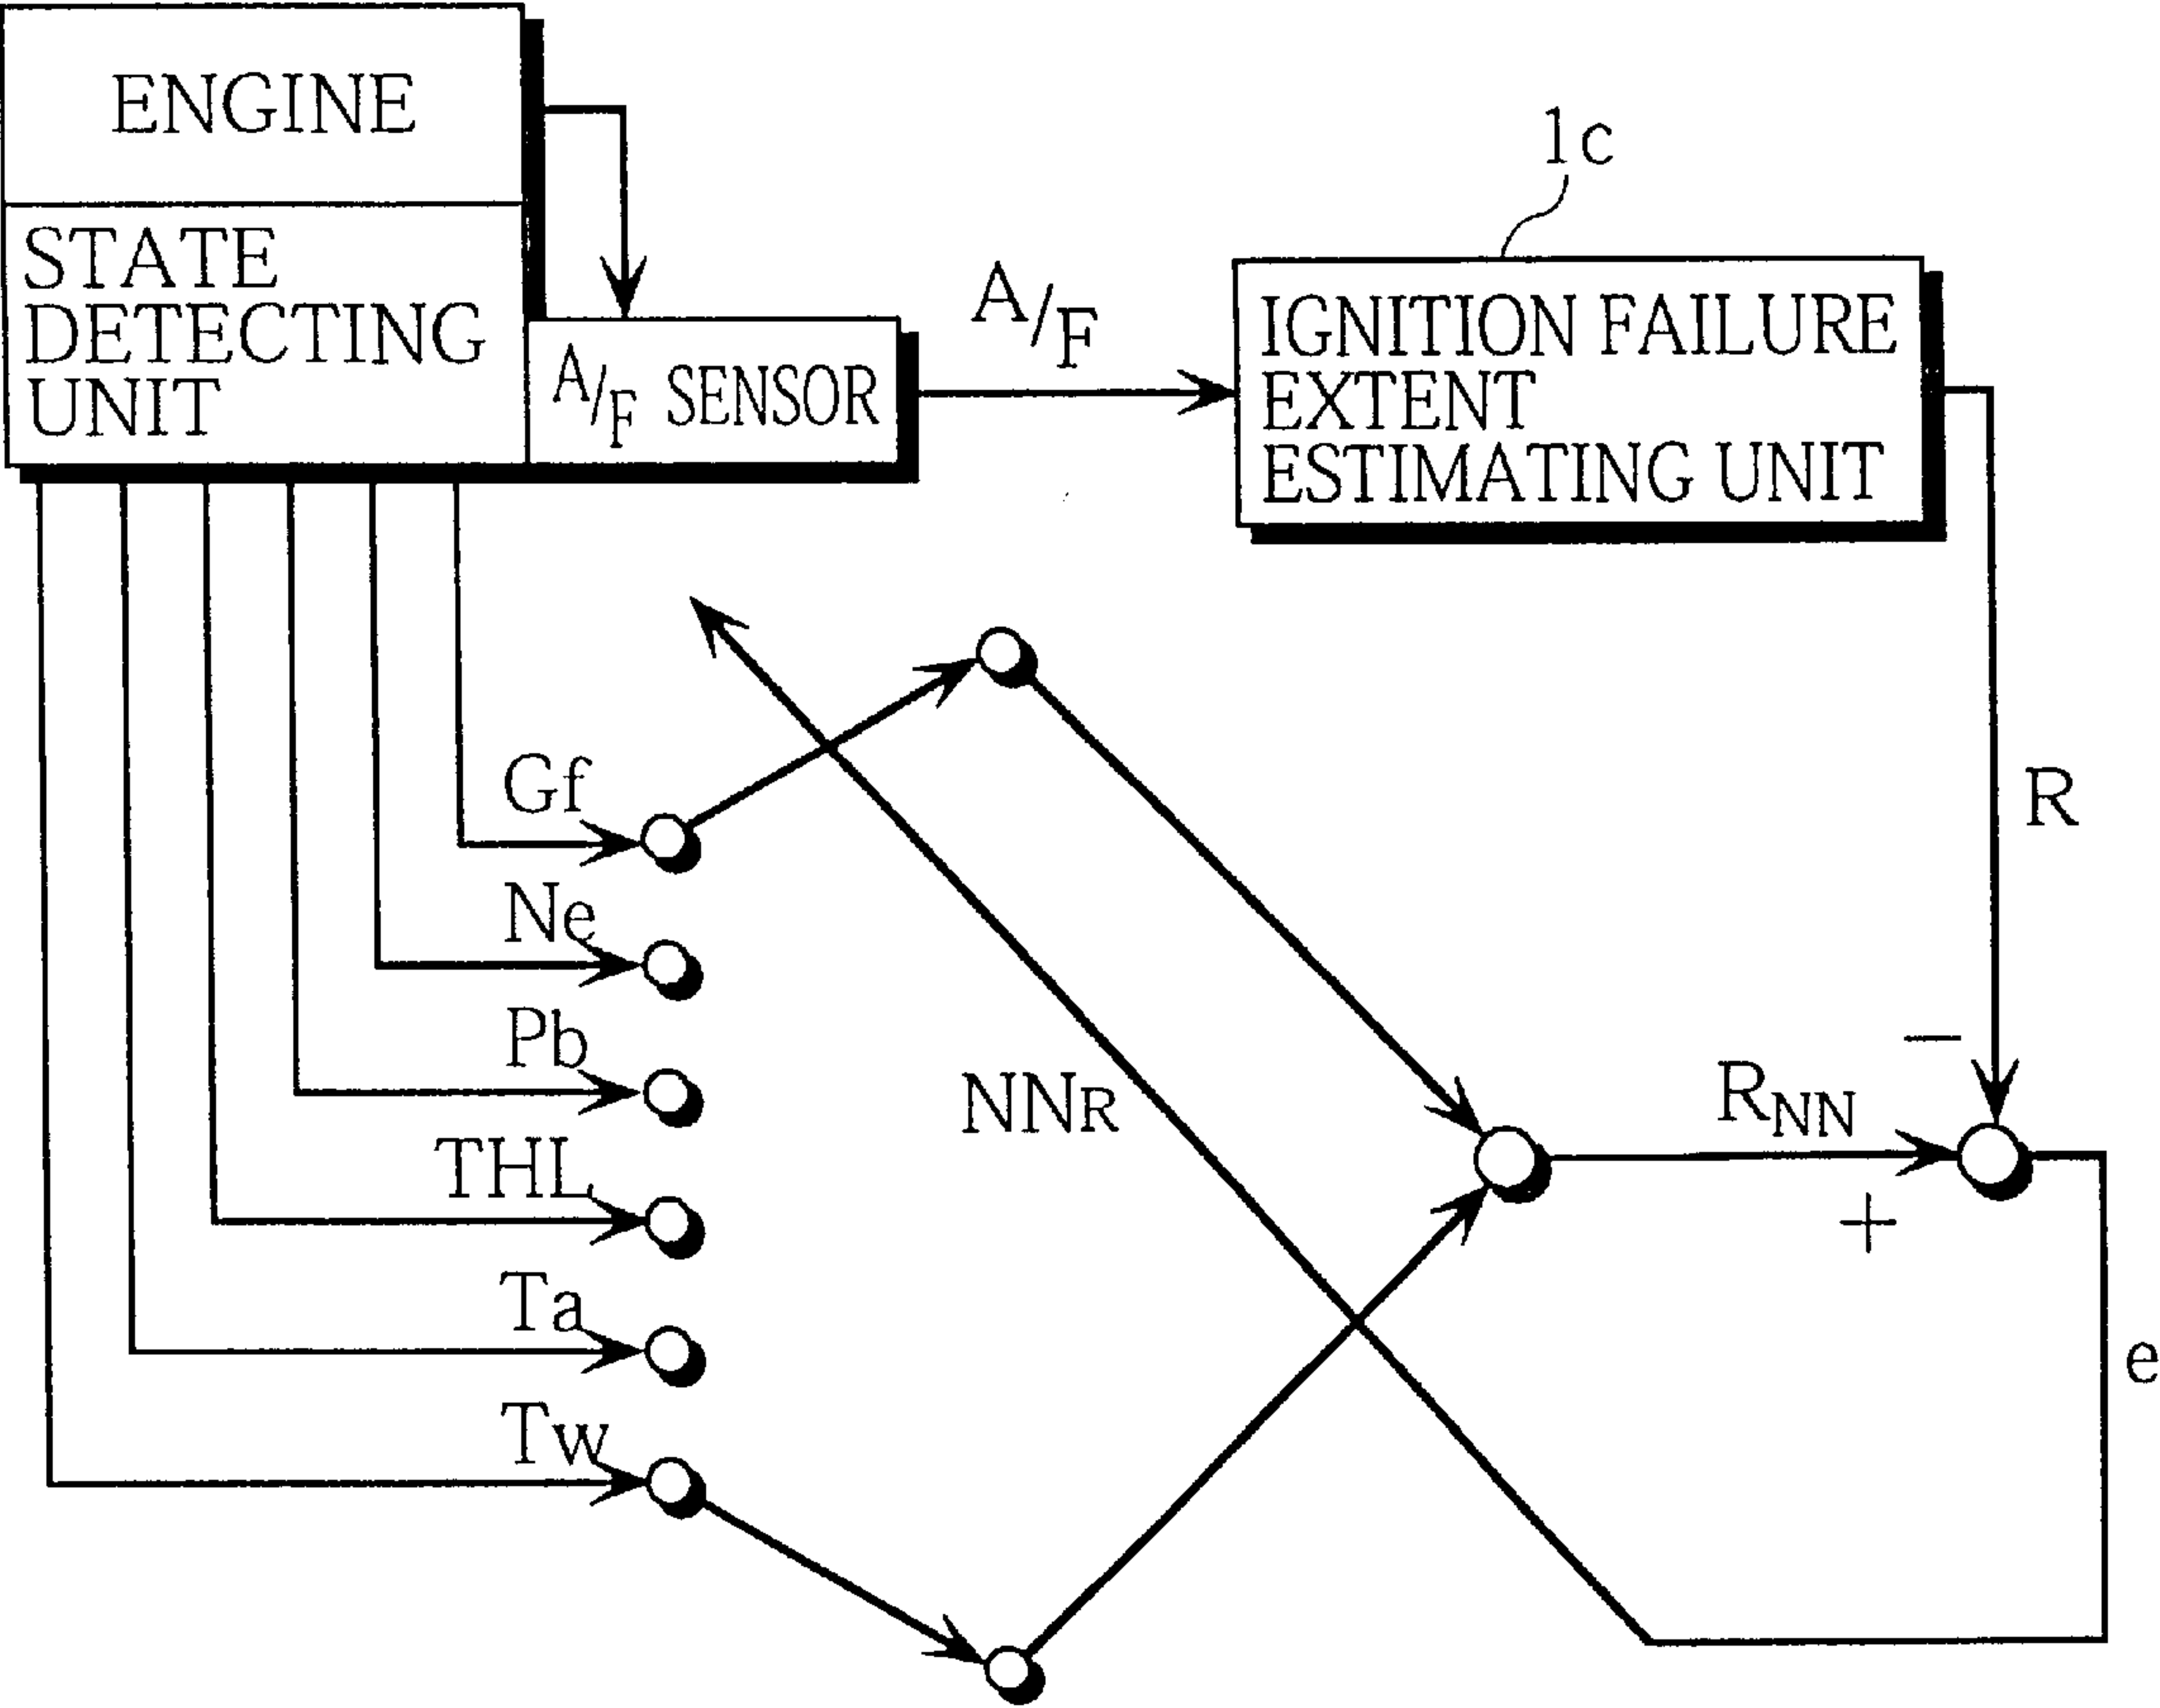 ENGINE
STATE
DETECTING
UNIT
A/F SENSOR
A/F
1c
IGNITION FAILURE
EXTENT
ESTIMATING UNIT
R
Gf
Ne
Pb
THL
Ta
Tw
NNR
RNN
−
+
e